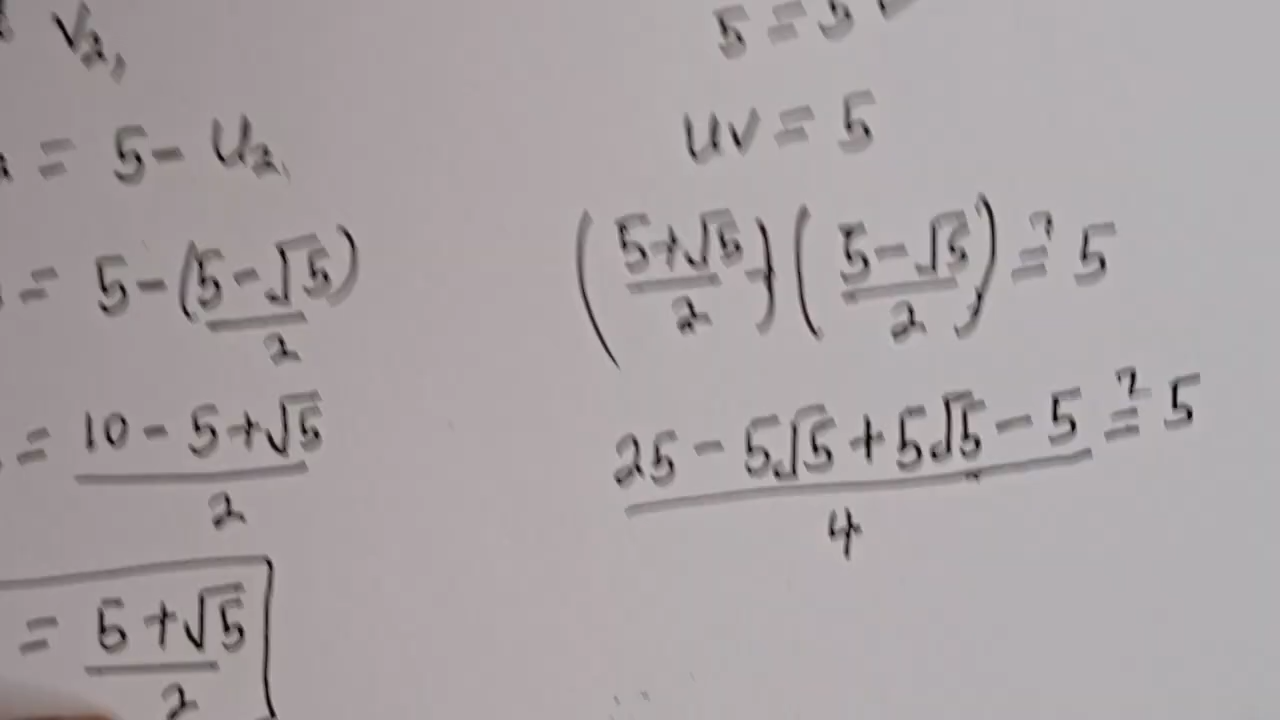 V₂,
= 5 - U₂
= 5 - (5 - √5)/2
= (10 - 5 + √5)/2
= (5 + √5)/2
5 = 5
uv = 5
((5 + √5)/2)((5 - √5)/2) ≟ 5
(25 - 5√5 + 5√5 - 5)/4 ≟ 5